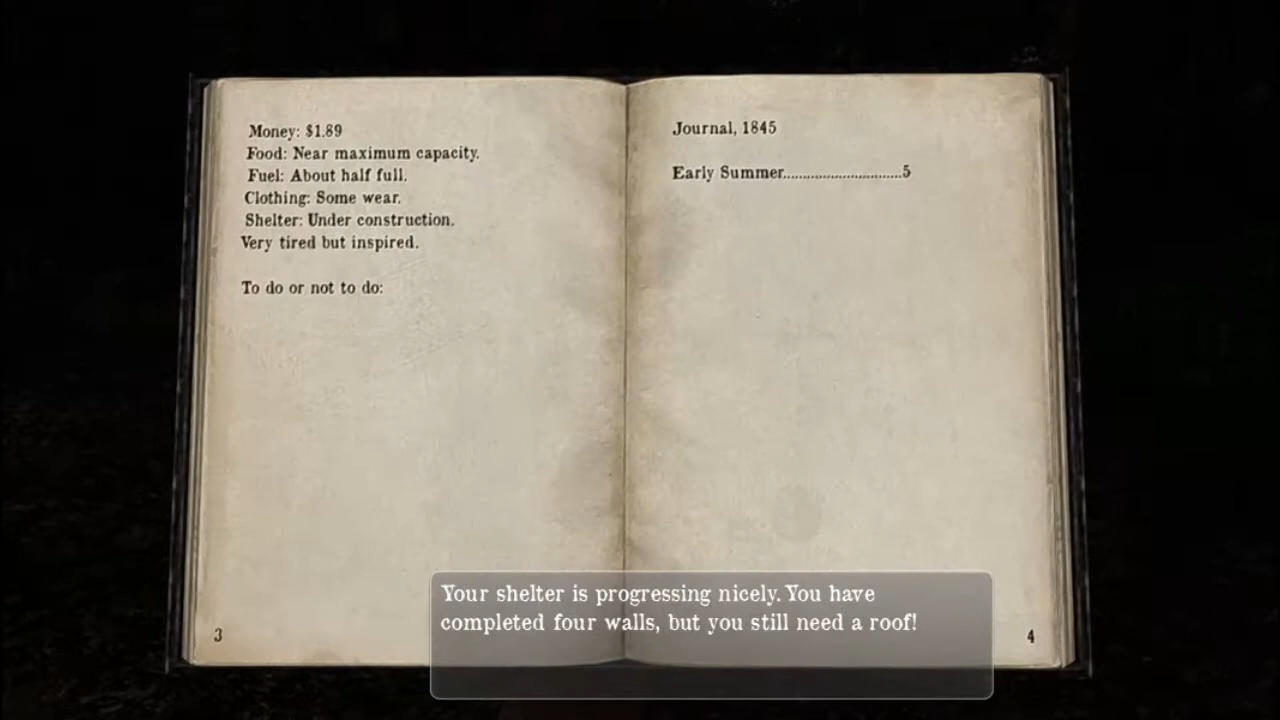 Money: $1.89
Food: Near maximum capacity.
Fuel: About half full.
Clothing: Some wear.
Shelter: Under construction.
Very tired but inspired.
To do or not to do:
3
Journal, 1845
Early Summer..............................5
4
Your shelter is progressing nicely. You have
completed four walls, but you still need a roof!